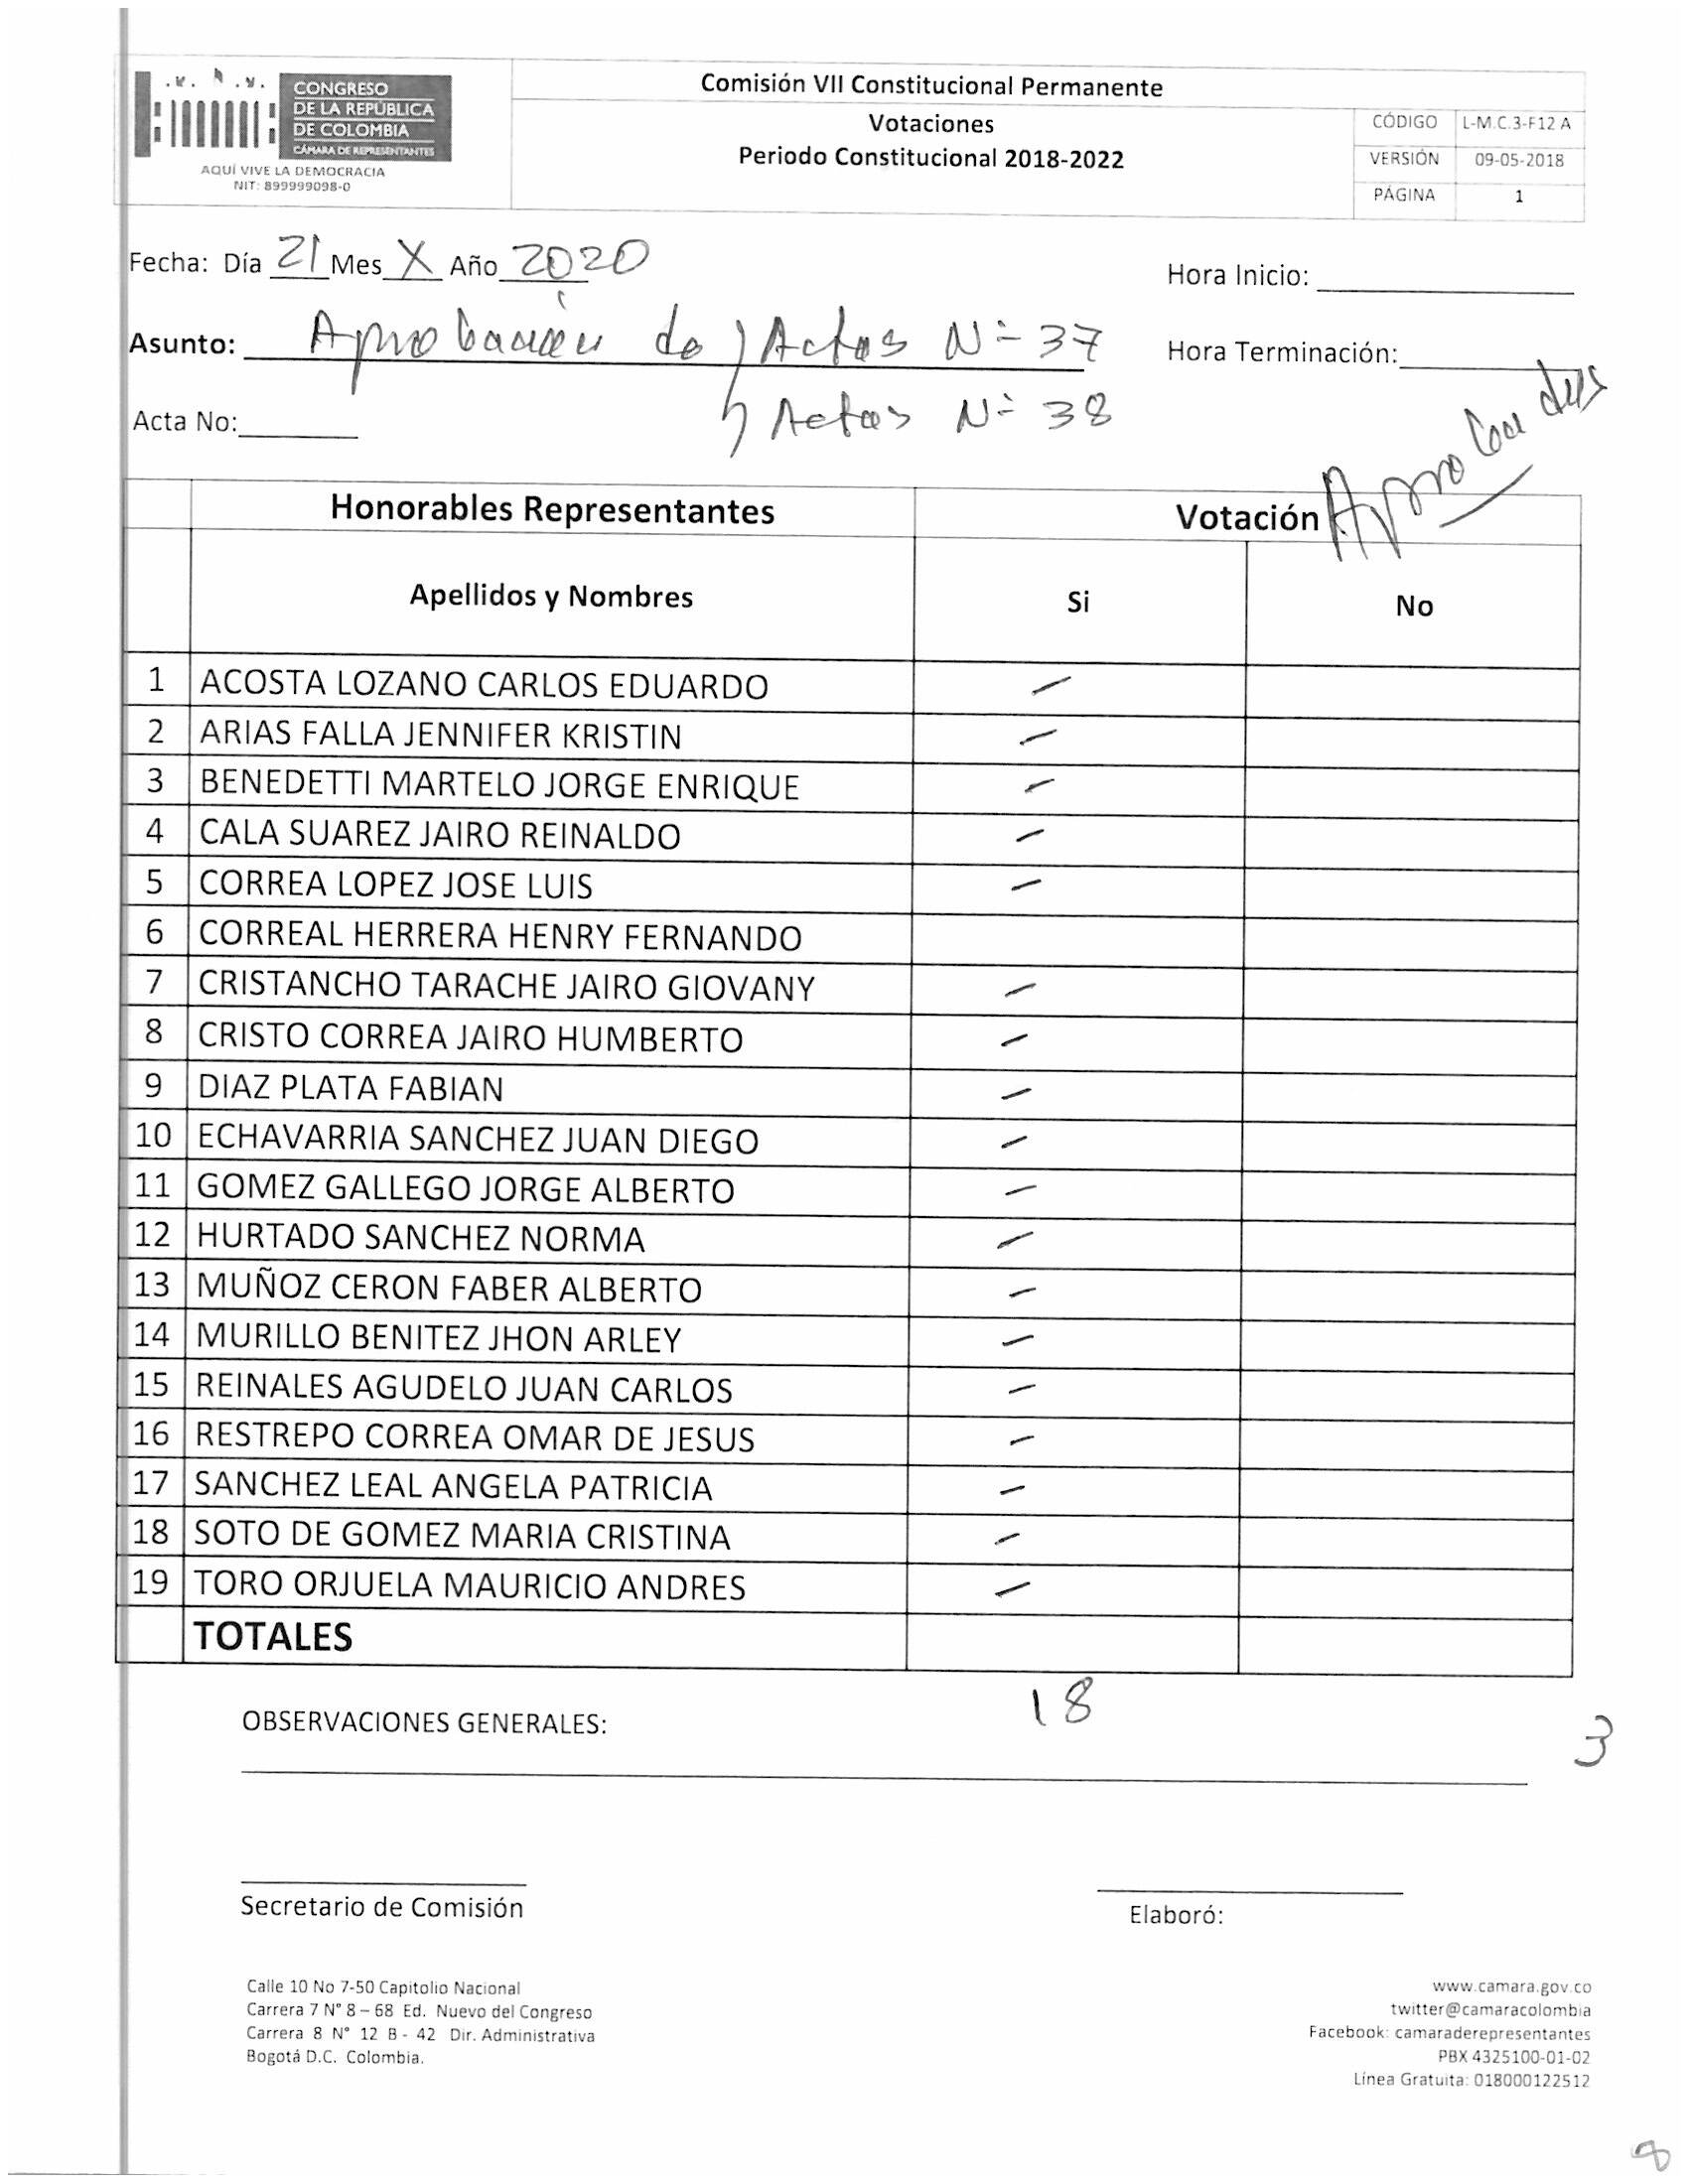 CONGRESO
DE LA REPÚBLICA
DE COLOMBIA
CÁMARA DE REPRESENTANTES
AQUÍ VIVE LA DEMOCRACIA
NIT: 899999098-0
Comisión VII Constitucional Permanente
Votaciones
Periodo Constitucional 2018-2022
CÓDIGO L-M.C.3-F12 A
VERSIÓN 09-05-2018
PÁGINA 1
Fecha: Día 21 Mes X Año 2020
Hora Inicio:
Asunto: Aprobación de Actas Nº 37
Hora Terminación:
Actas Nº 38
Acta No:
Honorables Representantes Votación
Apellidos y Nombres Si No
1 ACOSTA LOZANO CARLOS EDUARDO
2 ARIAS FALLA JENNIFER KRISTIN
3 BENEDETTI MARTELO JORGE ENRIQUE
4 CALA SUAREZ JAIRO REINALDO
5 CORREA LOPEZ JOSE LUIS
6 CORREAL HERRERA HENRY FERNANDO
7 CRISTANCHO TARACHE JAIRO GIOVANY
8 CRISTO CORREA JAIRO HUMBERTO
9 DIAZ PLATA FABIAN
10 ECHAVARRIA SANCHEZ JUAN DIEGO
11 GOMEZ GALLEGO JORGE ALBERTO
12 HURTADO SANCHEZ NORMA
13 MUÑOZ CERON FABER ALBERTO
14 MURILLO BENITEZ JHON ARLEY
15 REINALES AGUDELO JUAN CARLOS
16 RESTREPO CORREA OMAR DE JESUS
17 SANCHEZ LEAL ANGELA PATRICIA
18 SOTO DE GOMEZ MARIA CRISTINA
19 TORO ORJUELA MAURICIO ANDRES
TOTALES
18
OBSERVACIONES GENERALES:
3
Secretario de Comisión
Elaboró:
Calle 10 No 7-50 Capitolio Nacional
Carrera 7 N° 8 – 68 Ed. Nuevo del Congreso
Carrera 8 N° 12 B - 42 Dir. Administrativa
Bogotá D.C. Colombia.
www.camara.gov.co
twitter@camaracolombia
Facebook: camaraderepresentantes
PBX 4325100-01-02
Línea Gratuita: 018000122512
8